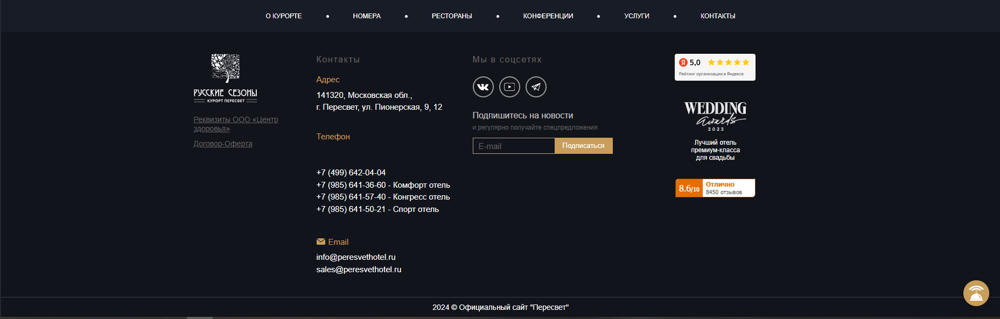 О КУРОРТЕ • НОМЕРА • РЕСТОРАНЫ • КОНФЕРЕНЦИИ • УСЛУГИ • КОНТАКТЫ
РУССКИЕ СЕЗОНЫ
КУРОРТ ПЕРЕСВЕТ
Реквизиты ООО «Центр
здоровья»
Договор-Оферта
Контакты
Адрес
141320, Московская обл.,
г. Пересвет, ул. Пионерская, 9, 12
Телефон
+7 (499) 642-04-04
+7 (985) 641-36-60 - Комфорт отель
+7 (985) 641-57-40 - Конгресс отель
+7 (985) 641-50-21 - Спорт отель
Email
info@peresvethotel.ru
sales@peresvethotel.ru
Мы в соцсетях
Подпишитесь на новости
и регулярно получайте спецпредложения
E-mail
Подписаться
Я 5,0
Рейтинг организации в Яндексе
WEDDING
awards
2023
Лучший отель
премиум-класса
для свадьбы
8.6/10
Отлично
8450 отзывов
2024 © Официальный сайт "Пересвет"